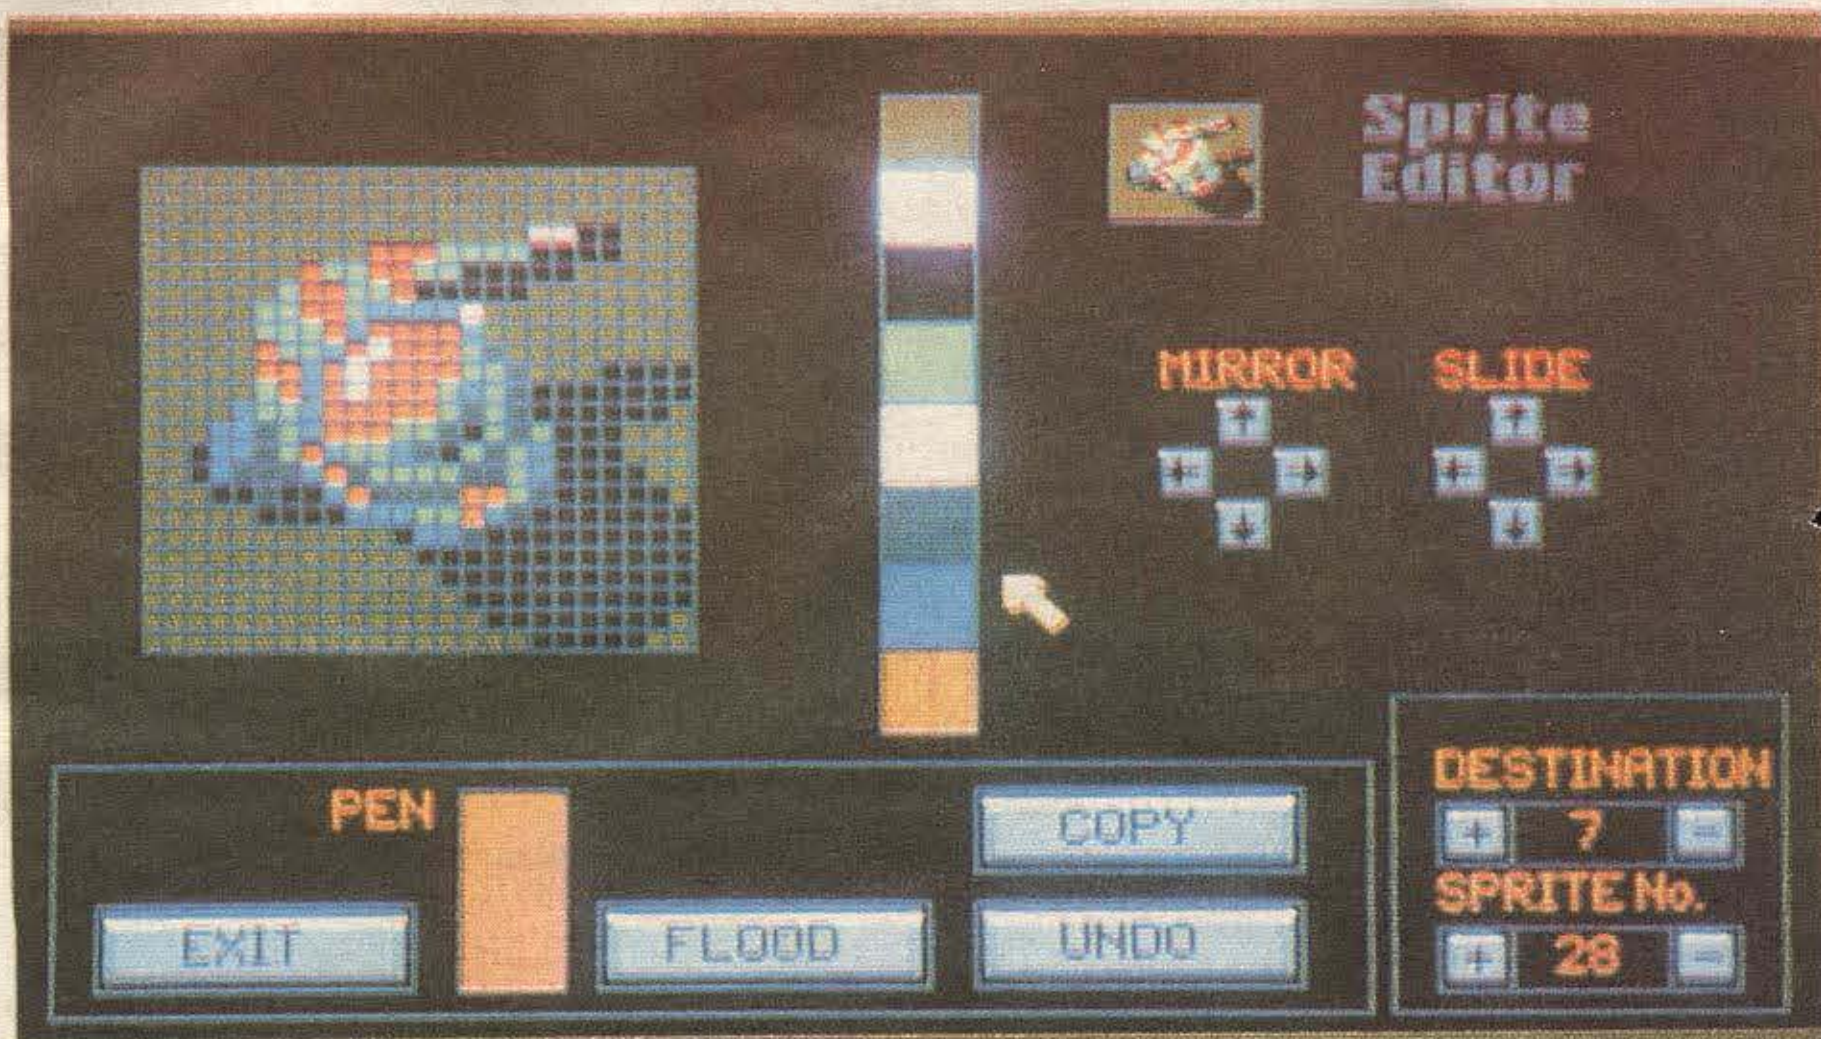 Sprite
Editor
MIRROR
SLIDE
PEN
COPY
EXIT
FLOOD
UNDO
DESTINATION
+ 7 -
SPRITE No.
+ 28 -